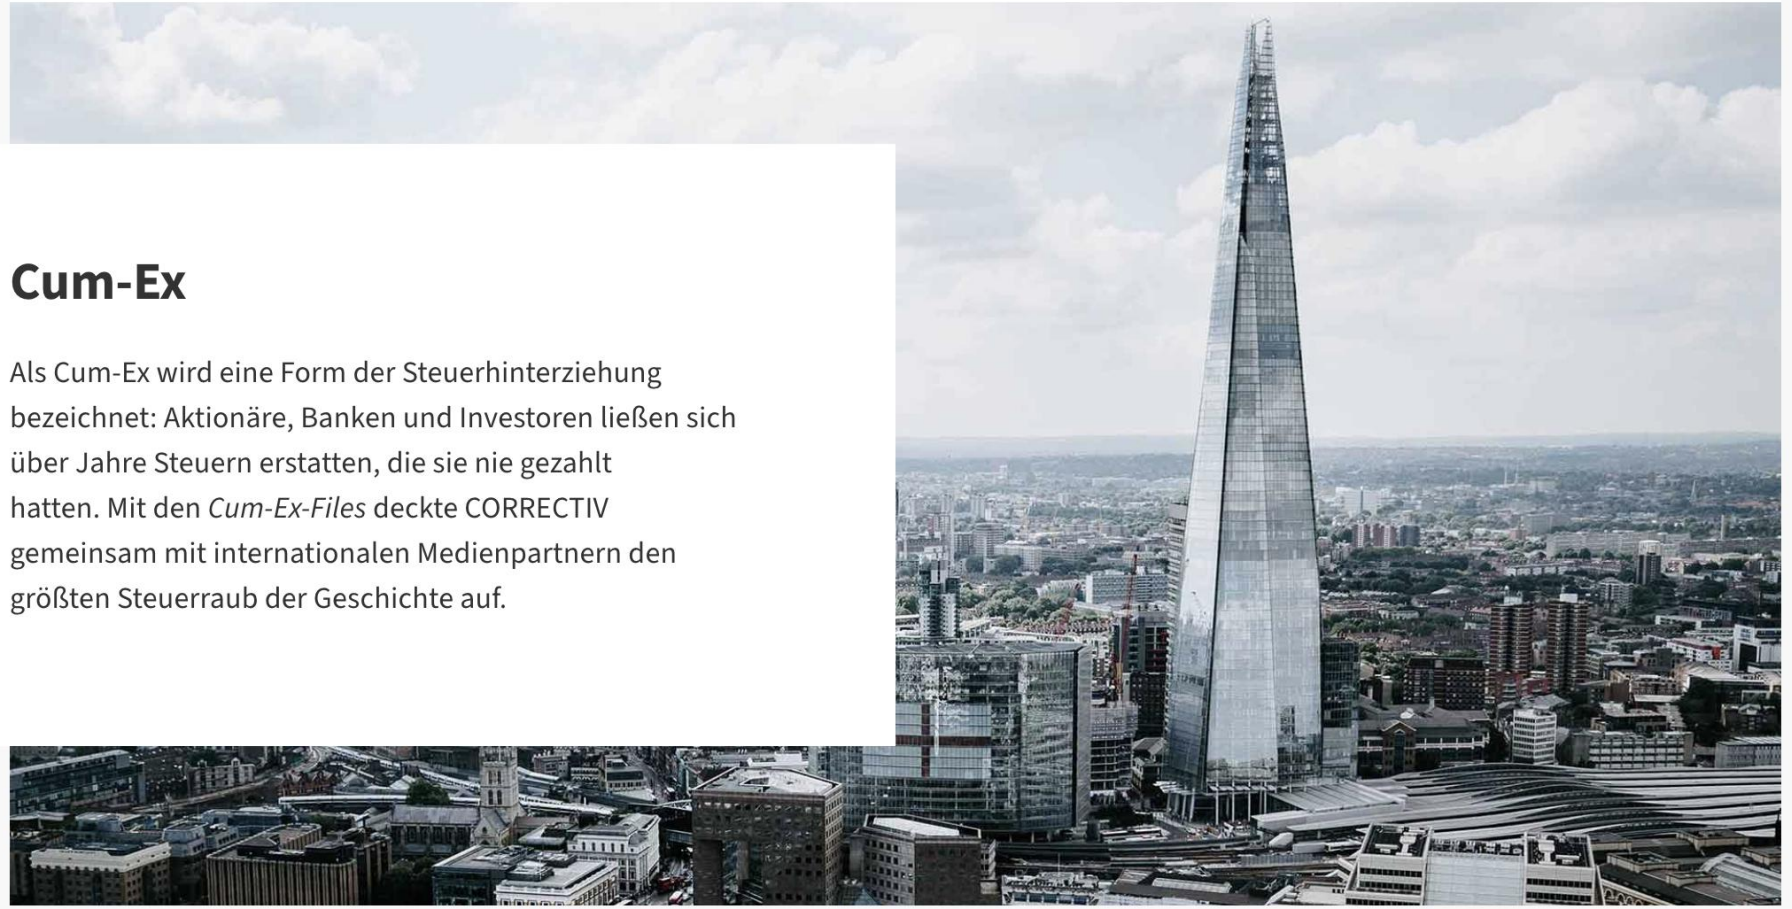 Cum-Ex
Als Cum-Ex wird eine Form der Steuerhinterziehung
bezeichnet: Aktionäre, Banken und Investoren ließen sich
über Jahre Steuern erstatten, die sie nie gezahlt
hatten. Mit den Cum-Ex-Files deckte CORRECTIV
gemeinsam mit internationalen Medienpartnern den
größten Steuerraub der Geschichte auf.